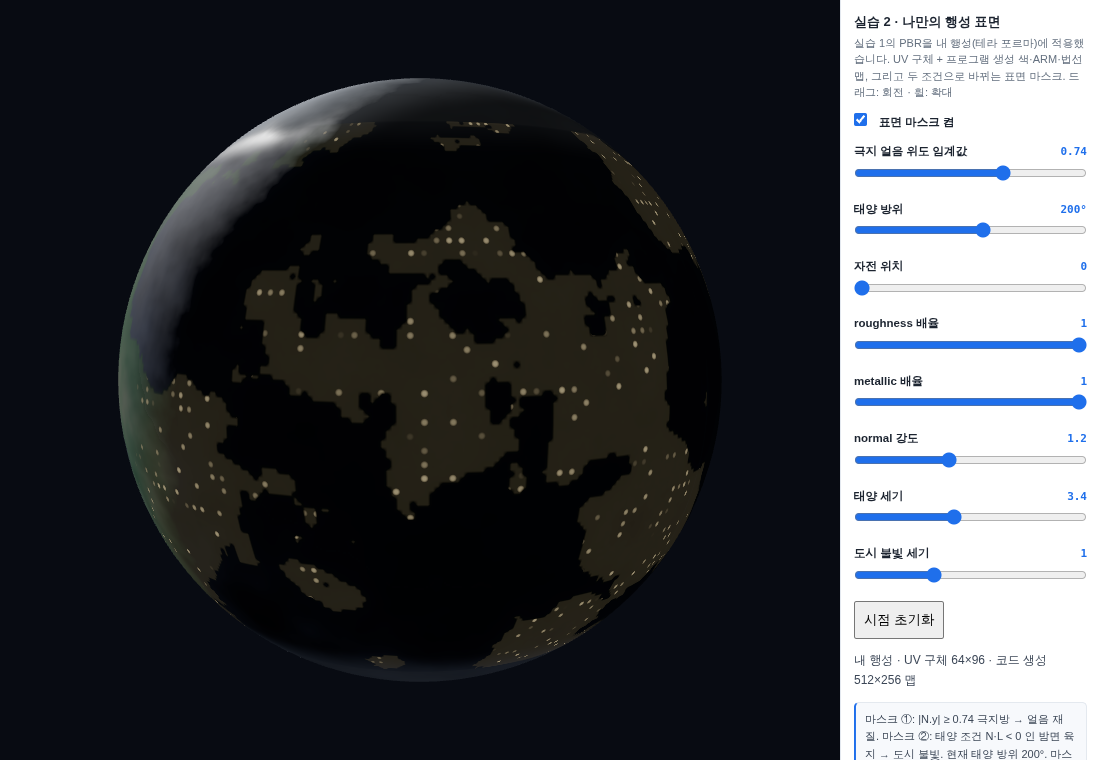 실습 2 · 나만의 행성 표면
실습 1의 PBR을 내 행성(테라 포르마)에 적용했
습니다. UV 구체 + 프로그램 생성 색·ARM·법선
맵, 그리고 두 조건으로 바뀌는 표면 마스크. 드
래그: 회전 · 휠: 확대
표면 마스크 켬
극지 얼음 위도 임계값 0.74
태양 방위 200°
자전 위치 0
roughness 배율 1
metallic 배율 1
normal 강도 1.2
태양 세기 3.4
도시 불빛 세기 1
시점 초기화
내 행성 · UV 구체 64×96 · 코드 생성
512×256 맵
마스크 ①: |N.y| ≥ 0.74 극지방 → 얼음 재
질. 마스크 ②: 태양 조건 N·L < 0 인 밤면 육
지 → 도시 불빛. 현재 태양 방위 200°. 마스